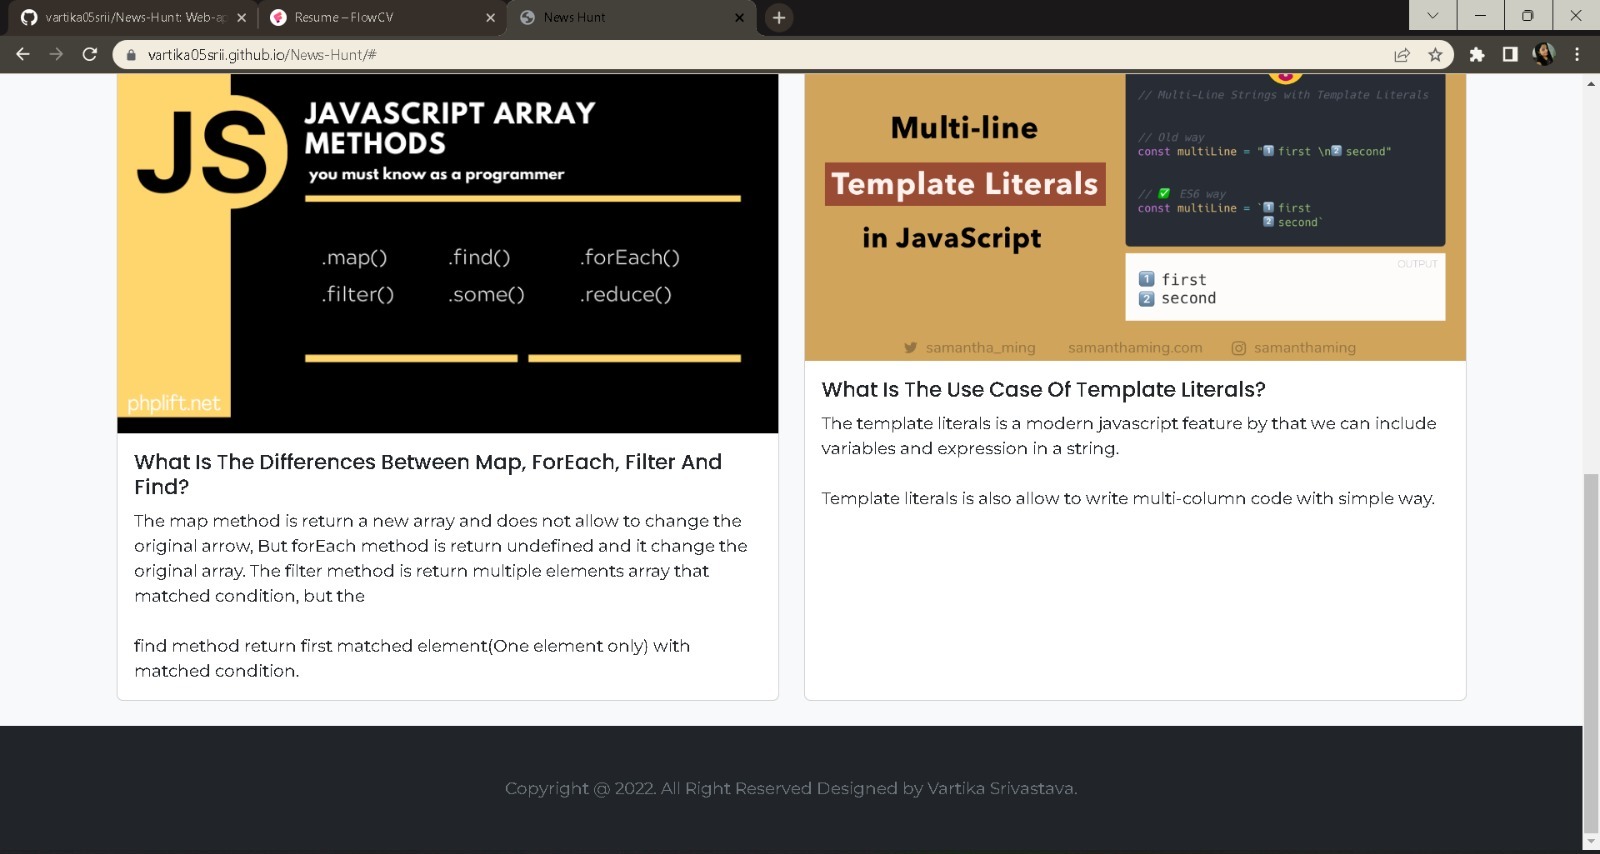 vartika05srii/News-Hunt: Web-ap
Resume – FlowCV
News Hunt
vartika05srii.github.io/News-Hunt/#
JS
JAVASCRIPT ARRAY
METHODS
you must know as a programmer
.map() .find() .forEach()
.filter() .some() .reduce()
phplift.net
What Is The Differences Between Map, ForEach, Filter And
Find?
The map method is return a new array and does not allow to change the
original arrow, But forEach method is return undefined and it change the
original array. The filter method is return multiple elements array that
matched condition, but the
find method return first matched element(One element only) with
matched condition.
Multi-line
Template Literals
in JavaScript
// Multi-Line Strings with Template Literals
// Old way
const multiLine = "1️⃣ first \n2️⃣ second"
// ✅ ES6 way
const multiLine = `1️⃣ first
2️⃣ second`
OUTPUT
1️⃣ first
2️⃣ second
samantha_ming samanthaming.com samanthaming
What Is The Use Case Of Template Literals?
The template literals is a modern javascript feature by that we can include
variables and expression in a string.
Template literals is also allow to write multi-column code with simple way.
Copyright @ 2022. All Right Reserved Designed by Vartika Srivastava.